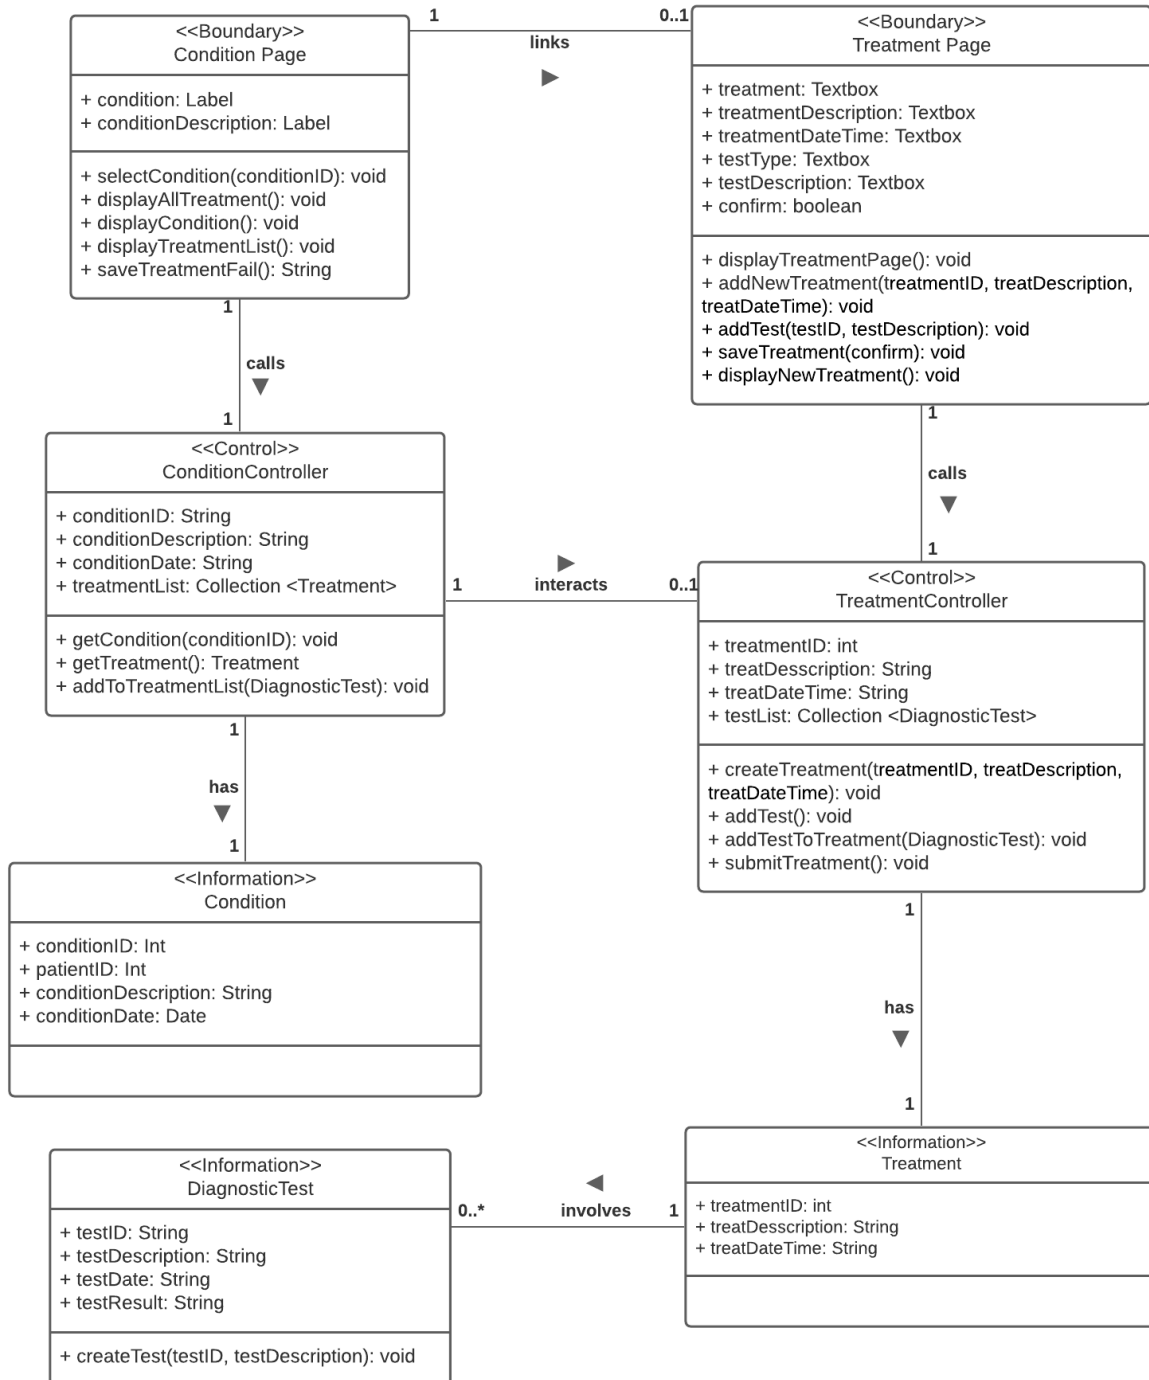 <<Boundary>>
Condition Page
+ condition: Label
+ conditionDescription: Label
+ selectCondition(conditionID): void
+ displayAllTreatment(): void
+ displayCondition(): void
+ displayTreatmentList(): void
+ saveTreatmentFail(): String
1
0..1
links
<<Boundary>>
Treatment Page
+ treatment: Textbox
+ treatmentDescription: Textbox
+ treatmentDateTime: Textbox
+ testType: Textbox
+ testDescription: Textbox
+ confirm: boolean
+ displayTreatmentPage(): void
+ addNewTreatment(treatmentID, treatDescription,
treatDateTime): void
+ addTest(testID, testDescription): void
+ saveTreatment(confirm): void
+ displayNewTreatment(): void
1
calls
1
1
calls
1
<<Control>>
ConditionController
+ conditionID: String
+ conditionDescription: String
+ conditionDate: String
+ treatmentList: Collection <Treatment>
+ getCondition(conditionID): void
+ getTreatment(): Treatment
+ addToTreatmentList(DiagnosticTest): void
1
interacts
0..1
<<Control>>
TreatmentController
+ treatmentID: int
+ treatDesscription: String
+ treatDateTime: String
+ testList: Collection <DiagnosticTest>
+ createTreatment(treatmentID, treatDescription,
treatDateTime): void
+ addTest(): void
+ addTestToTreatment(DiagnosticTest): void
+ submitTreatment(): void
1
has
1
<<Information>>
Condition
+ conditionID: Int
+ patientID: Int
+ conditionDescription: String
+ conditionDate: Date
1
has
1
<<Information>>
DiagnosticTest
+ testID: String
+ testDescription: String
+ testDate: String
+ testResult: String
+ createTest(testID, testDescription): void
0..*
involves
1
<<Information>>
Treatment
+ treatmentID: int
+ treatDesscription: String
+ treatDateTime: String